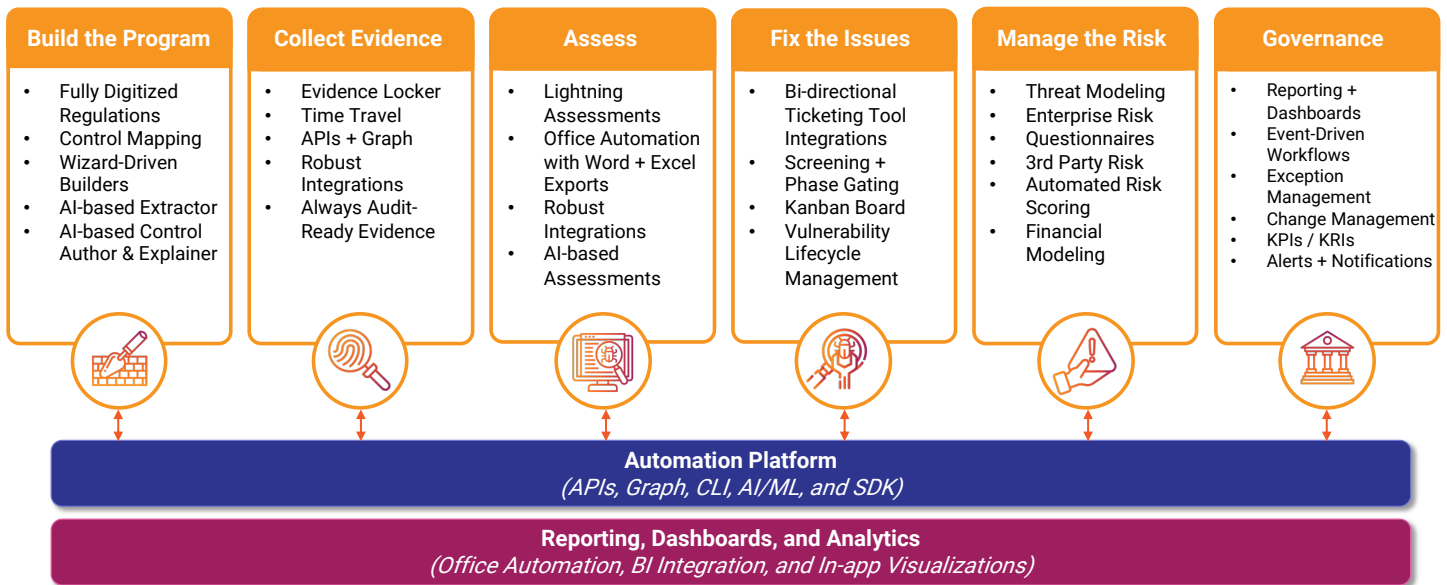 Build the Program
• Fully Digitized
Regulations
• Control Mapping
• Wizard-Driven
Builders
• AI-based Extractor
• AI-based Control
Author & Explainer
Collect Evidence
• Evidence Locker
• Time Travel
• APIs + Graph
• Robust
Integrations
• Always Audit-
Ready Evidence
Assess
• Lightning
Assessments
• Office Automation
with Word + Excel
Exports
• Robust
Integrations
• AI-based
Assessments
Fix the Issues
• Bi-directional
Ticketing Tool
Integrations
• Screening +
Phase Gating
• Kanban Board
• Vulnerability
Lifecycle
Management
Manage the Risk
• Threat Modeling
• Enterprise Risk
• Questionnaires
• 3rd Party Risk
• Automated Risk
Scoring
• Financial
Modeling
Governance
• Reporting +
Dashboards
• Event-Driven
Workflows
• Exception
Management
• Change Management
• KPIs / KRIs
• Alerts + Notifications
Automation Platform
(APIs, Graph, CLI, AI/ML, and SDK)
Reporting, Dashboards, and Analytics
(Office Automation, BI Integration, and In-app Visualizations)